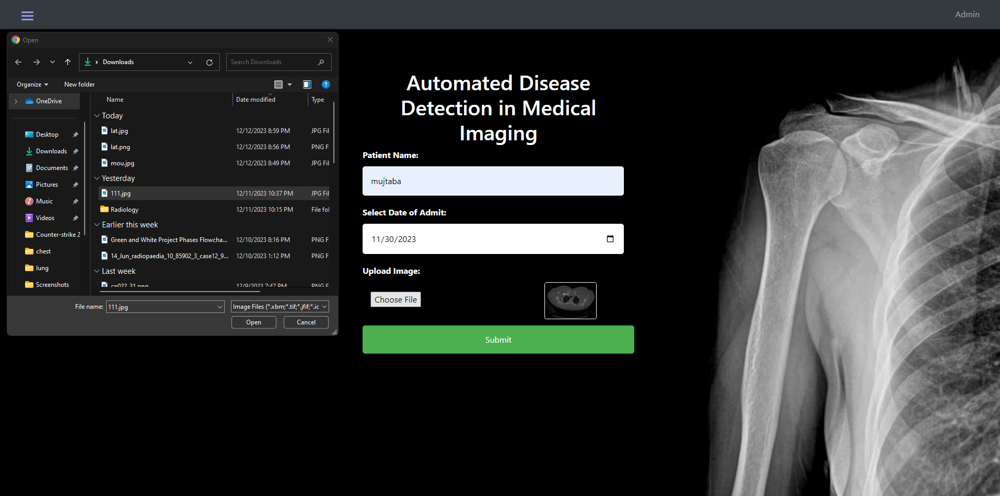 Admin
Open
Downloads
Search Downloads
Organize
New folder
Name
Date modified
Type
OneDrive
Desktop
Downloads
Documents
Pictures
Music
Videos
Counter-strike 2
chest
lung
Screenshots
Today
lat.jpg 12/12/2023 8:59 PM JPG Fil
lat.png 12/12/2023 8:56 PM PNG F
mou.jpg 12/12/2023 8:49 PM JPG Fil
Yesterday
111.jpg 12/11/2023 10:37 PM JPG Fil
Radiology 12/11/2023 10:15 PM File fol
Earlier this week
Green and White Project Phases Flowcha... 12/10/2023 8:16 PM PNG F
14_Jun_radiopaedia_10_85902_3_case12_9... 12/10/2023 1:12 PM PNG F
Last week
12/9/2023 7:47 PM PNG F
File name: 111.jpg
Image Files (*.xbm;*.tif;*.jfif;*.ic
Open
Cancel
Automated Disease
Detection in Medical
Imaging
Patient Name:
mujtaba
Select Date of Admit:
11/30/2023
Upload Image:
Choose File
Submit